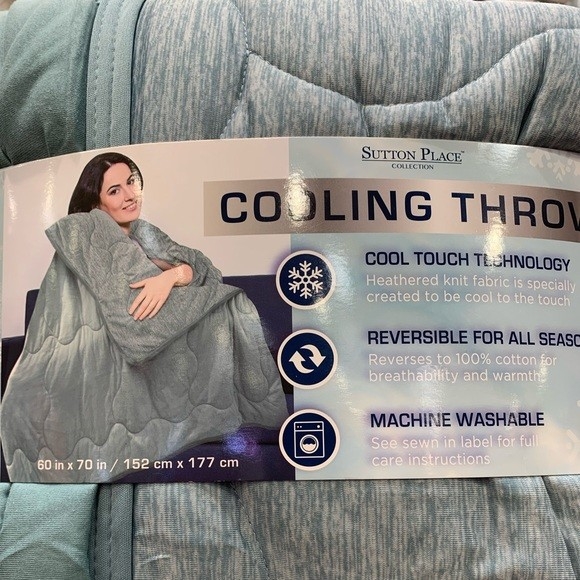 SUTTON PLACE™
COLLECTION
COOLING THROW
COOL TOUCH TECHNOLOGY
Heathered knit fabric is specially
created to be cool to the touch
REVERSIBLE FOR ALL SEASO
Reverses to 100% cotton for
breathability and warmth
MACHINE WASHABLE
See sewn in label for full
care instructions
60 in x 70 in / 152 cm x 177 cm